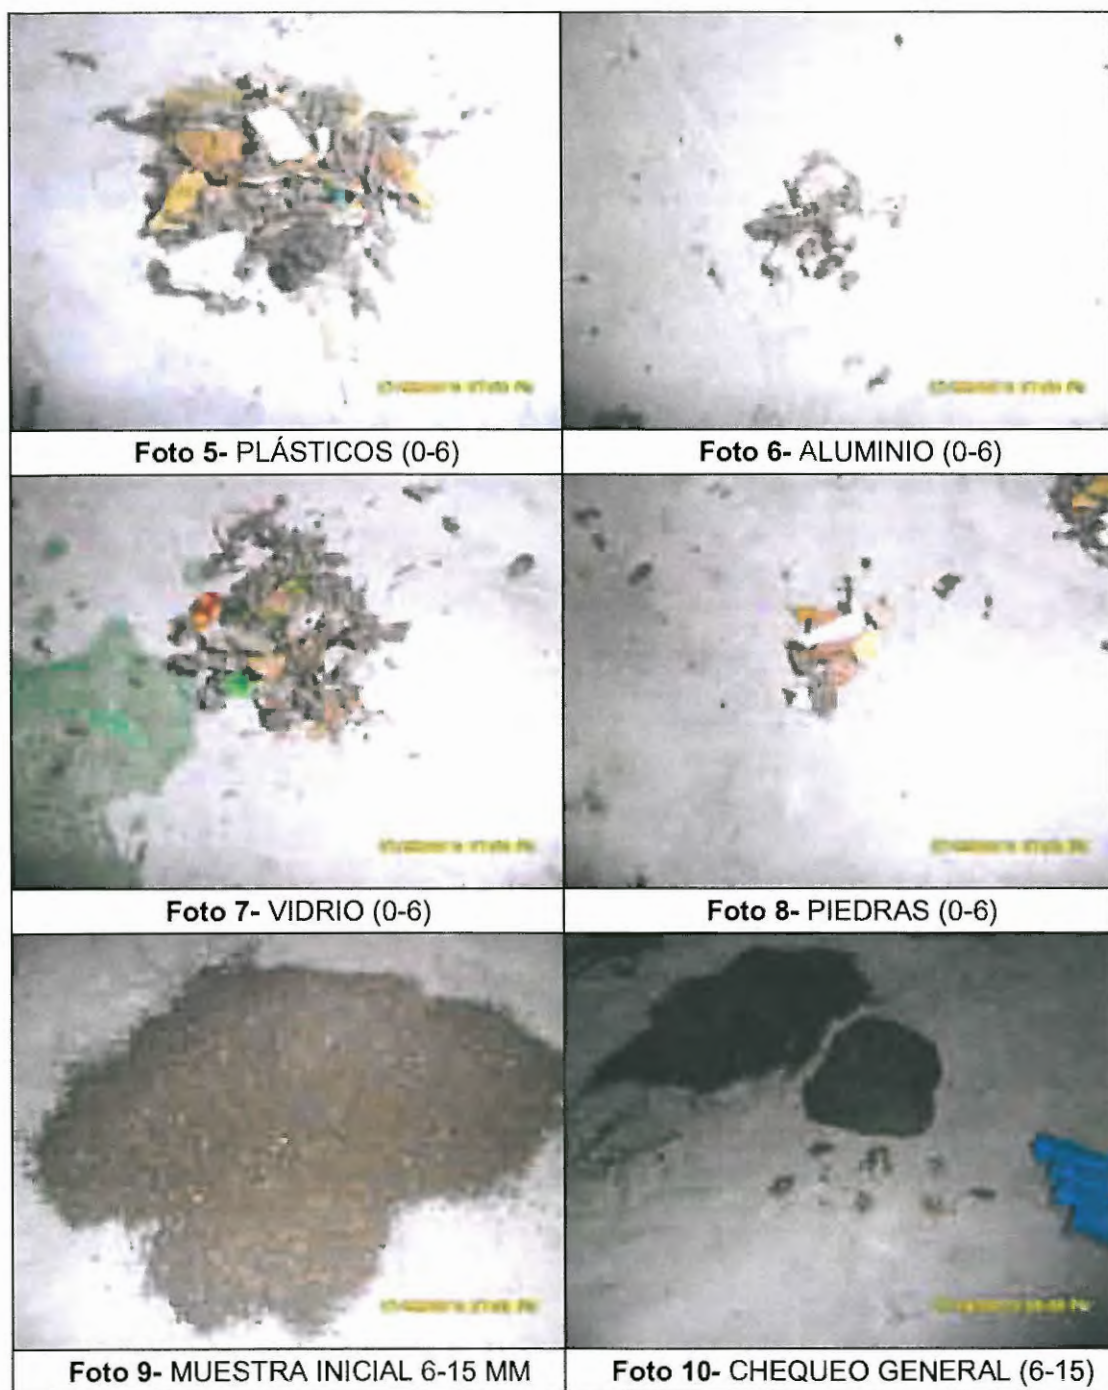 Foto 5- PLÁSTICOS (0-6)
Foto 6- ALUMINIO (0-6)
Foto 7- VIDRIO (0-6)
Foto 8- PIEDRAS (0-6)
Foto 9- MUESTRA INICIAL 6-15 MM
Foto 10- CHEQUEO GENERAL (6-15)